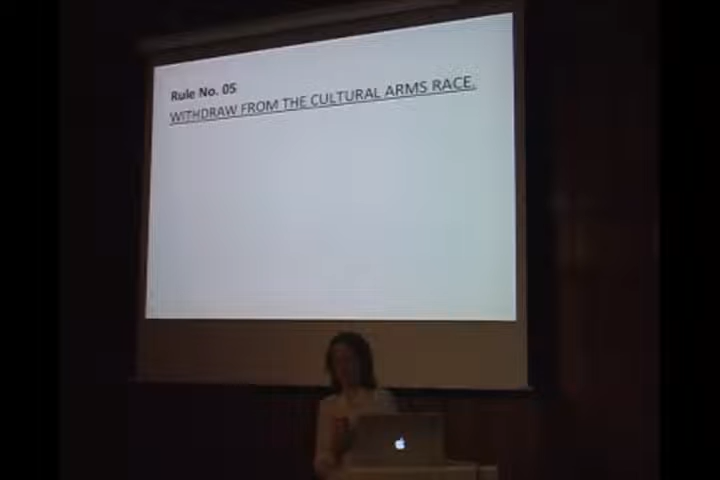 Rule No. 05
WITHDRAW FROM THE CULTURAL ARMS RACE.